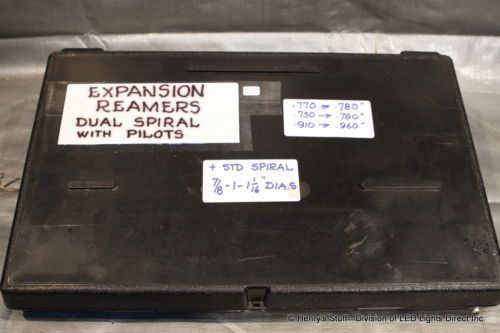 EXPANSION
REAMERS
DUAL SPIRAL
WITH PILOTS
.770 → .780"
.730 → .780"
.910 → .960"
+ STD SPIRAL
7/8 - 1 - 1 1/16" DIA.S
© Henry's Stuff - Division of LED Lights Direct Inc.